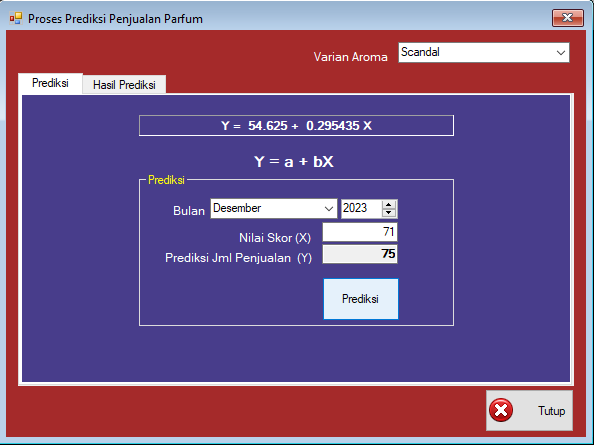 Proses Prediksi Penjualan Parfum
Varian Aroma Scandal
Prediksi Hasil Prediksi
Y = 54.625 + 0.295435 X
Y = a + bX
Prediksi
Bulan Desember 2023
Nilai Skor (X) 71
Prediksi Jml Penjualan (Y) 75
Prediksi
Tutup